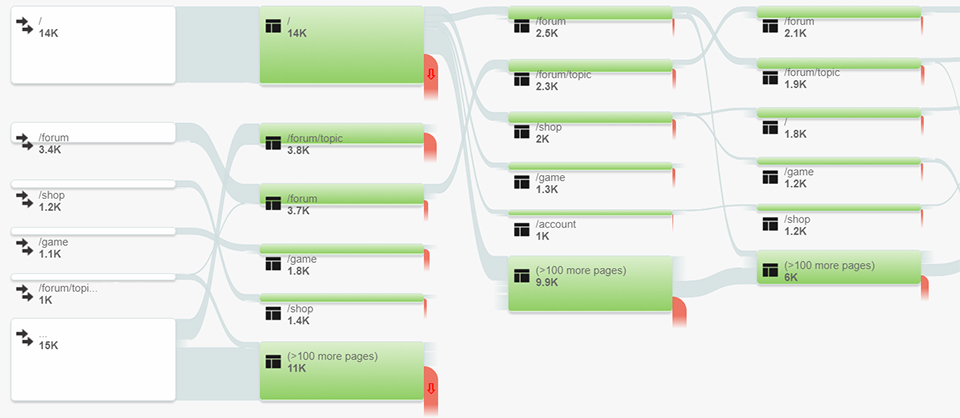 /
14K
/forum
3.4K
/shop
1.2K
/game
1.1K
/forum/topi...
1K
...
15K
/
14K
/forum/topic
3.8K
/forum
3.7K
/game
1.8K
/shop
1.4K
(>100 more pages)
11K
/forum
2.5K
/forum/topic
2.3K
/shop
2K
/game
1.3K
/account
1K
(>100 more pages)
9.9K
/forum
2.1K
/forum/topic
1.9K
/
1.8K
/game
1.2K
/shop
1.2K
(>100 more pages)
6K